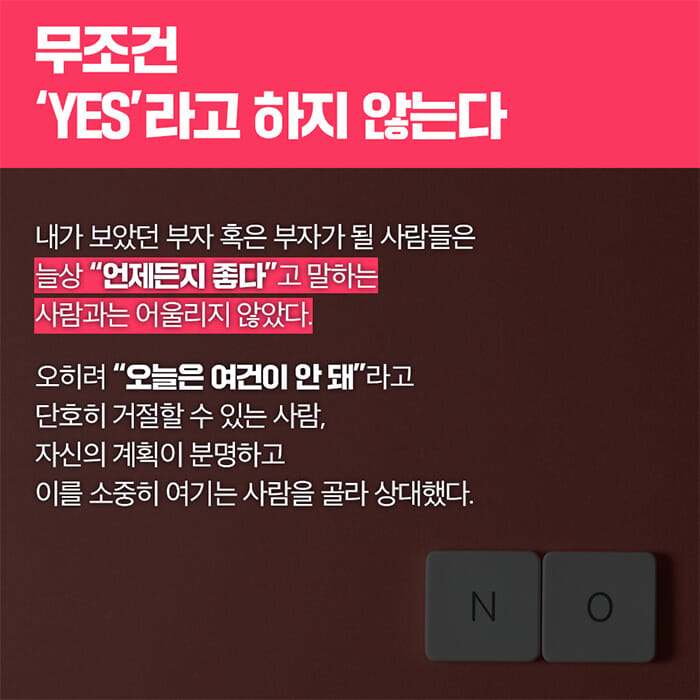 무조건
‘YES’라고 하지 않는다
내가 보았던 부자 혹은 부자가 될 사람들은
늘상 “언제든지 좋다”고 말하는
사람과는 어울리지 않았다.
오히려 “오늘은 여건이 안 돼”라고
단호히 거절할 수 있는 사람,
자신의 계획이 분명하고
이를 소중히 여기는 사람을 골라 상대했다.
N O